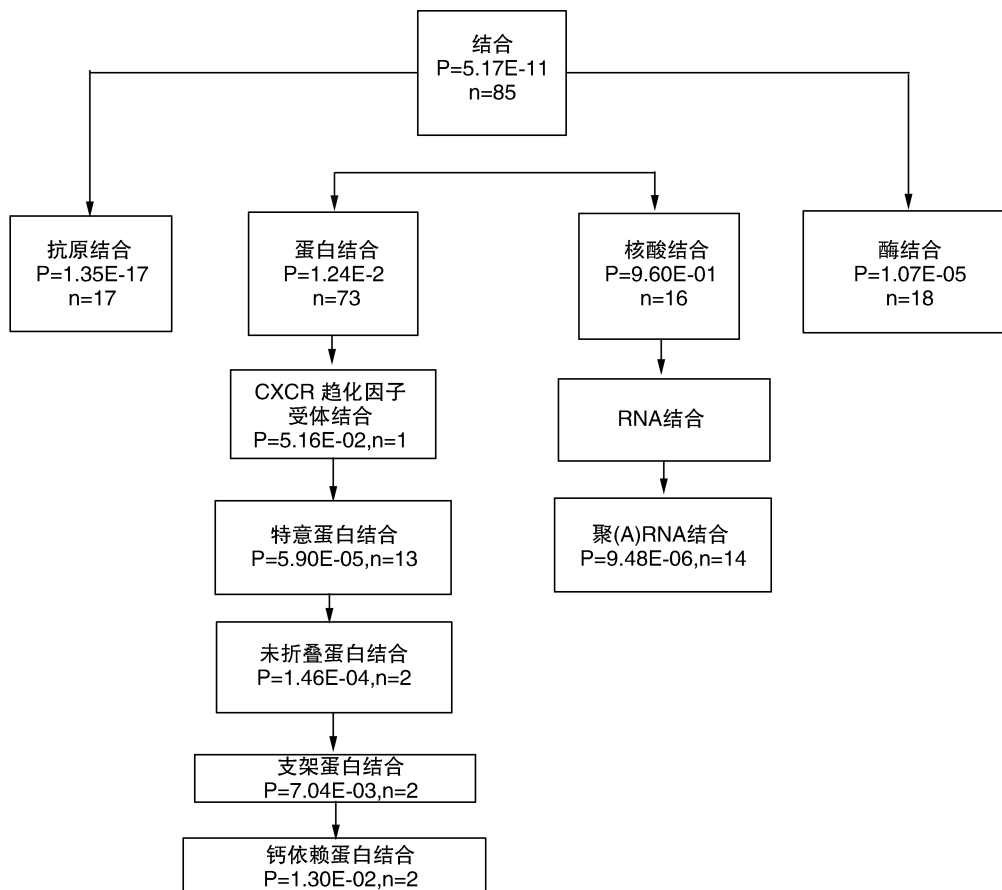 结合
P=5.17E-11
n=85
抗原结合
P=1.35E-17
n=17
蛋白结合
P=1.24E-2
n=73
核酸结合
P=9.60E-01
n=16
酶结合
P=1.07E-05
n=18
CXCR 趋化因子
受体结合
P=5.16E-02,n=1
RNA结合
特意蛋白结合
P=5.90E-05,n=13
聚(A)RNA结合
P=9.48E-06,n=14
未折叠蛋白结合
P=1.46E-04,n=2
支架蛋白结合
P=7.04E-03,n=2
钙依赖蛋白结合
P=1.30E-02,n=2